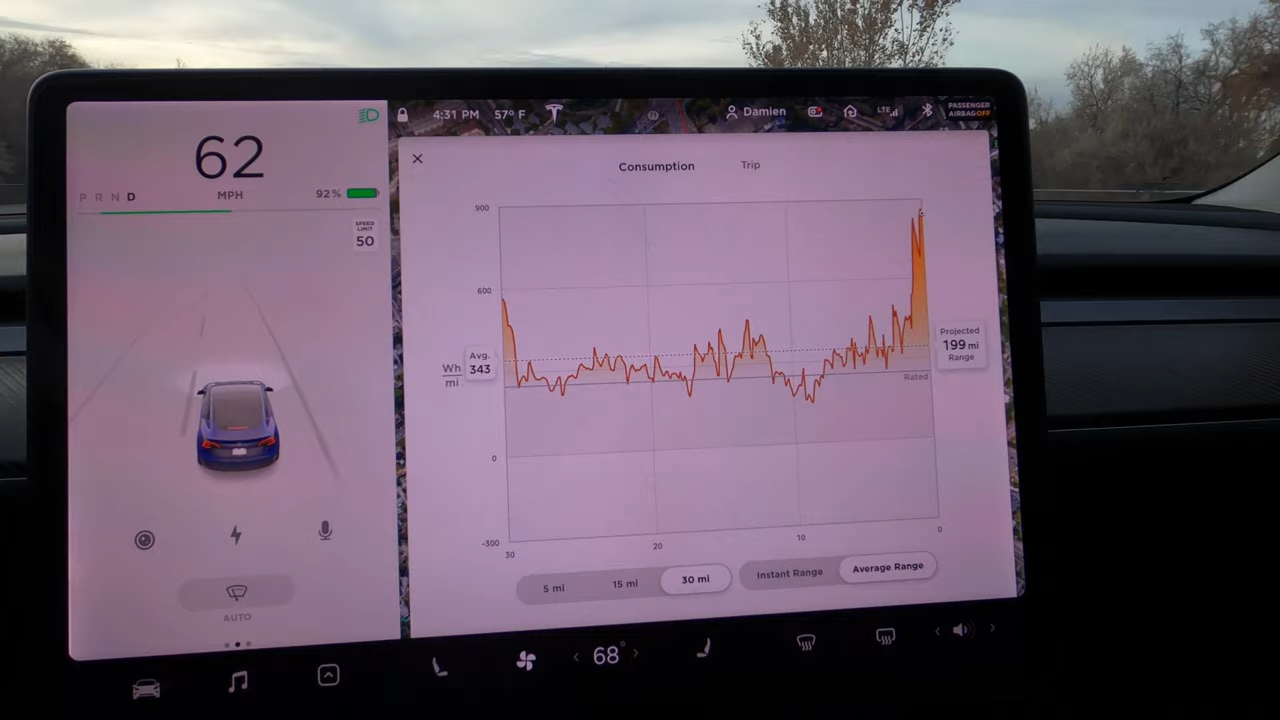 62
P R N D
MPH
92%
SPEED
LIMIT
50
AUTO
4:31 PM
57° F
Damien
LTE
PASSENGER
AIRBAG OFF
Consumption
Trip
900
600
Wh
mi
Avg.
343
Projected
199 mi
Range
Rated
0
-300
30
20
10
0
5 mi
15 mi
30 mi
Instant Range
Average Range
68°